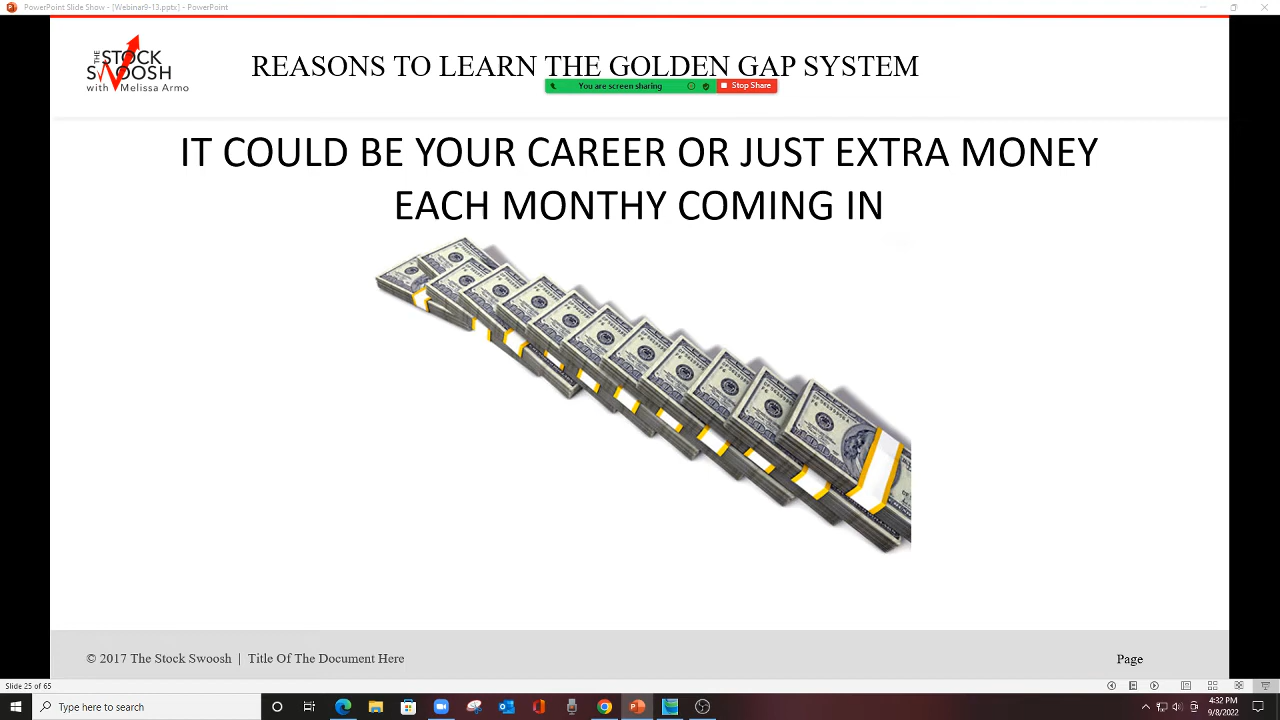 PowerPoint Slide Show - [Webinar9-13.pptx] - PowerPoint
THE STOCK
SWOOSH
with Melissa Armo
REASONS TO LEARN THE GOLDEN GAP SYSTEM
You are screen sharing
Stop Share
IT COULD BE YOUR CAREER OR JUST EXTRA MONEY
EACH MONTHY COMING IN
© 2017 The Stock Swoosh | Title Of The Document Here
Page
Slide 25 of 65
Type here to search
4:32 PM
9/8/2022